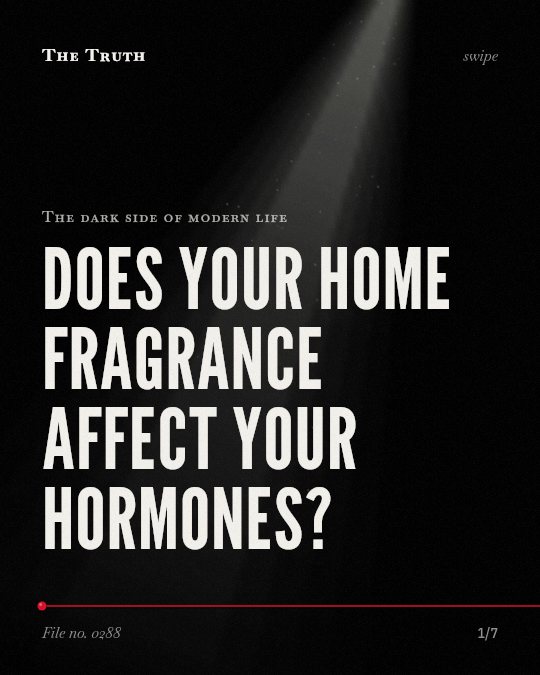 The Truth
swipe
The dark side of modern life
DOES YOUR HOME
FRAGRANCE
AFFECT YOUR
HORMONES?
File no. 0288
1/7